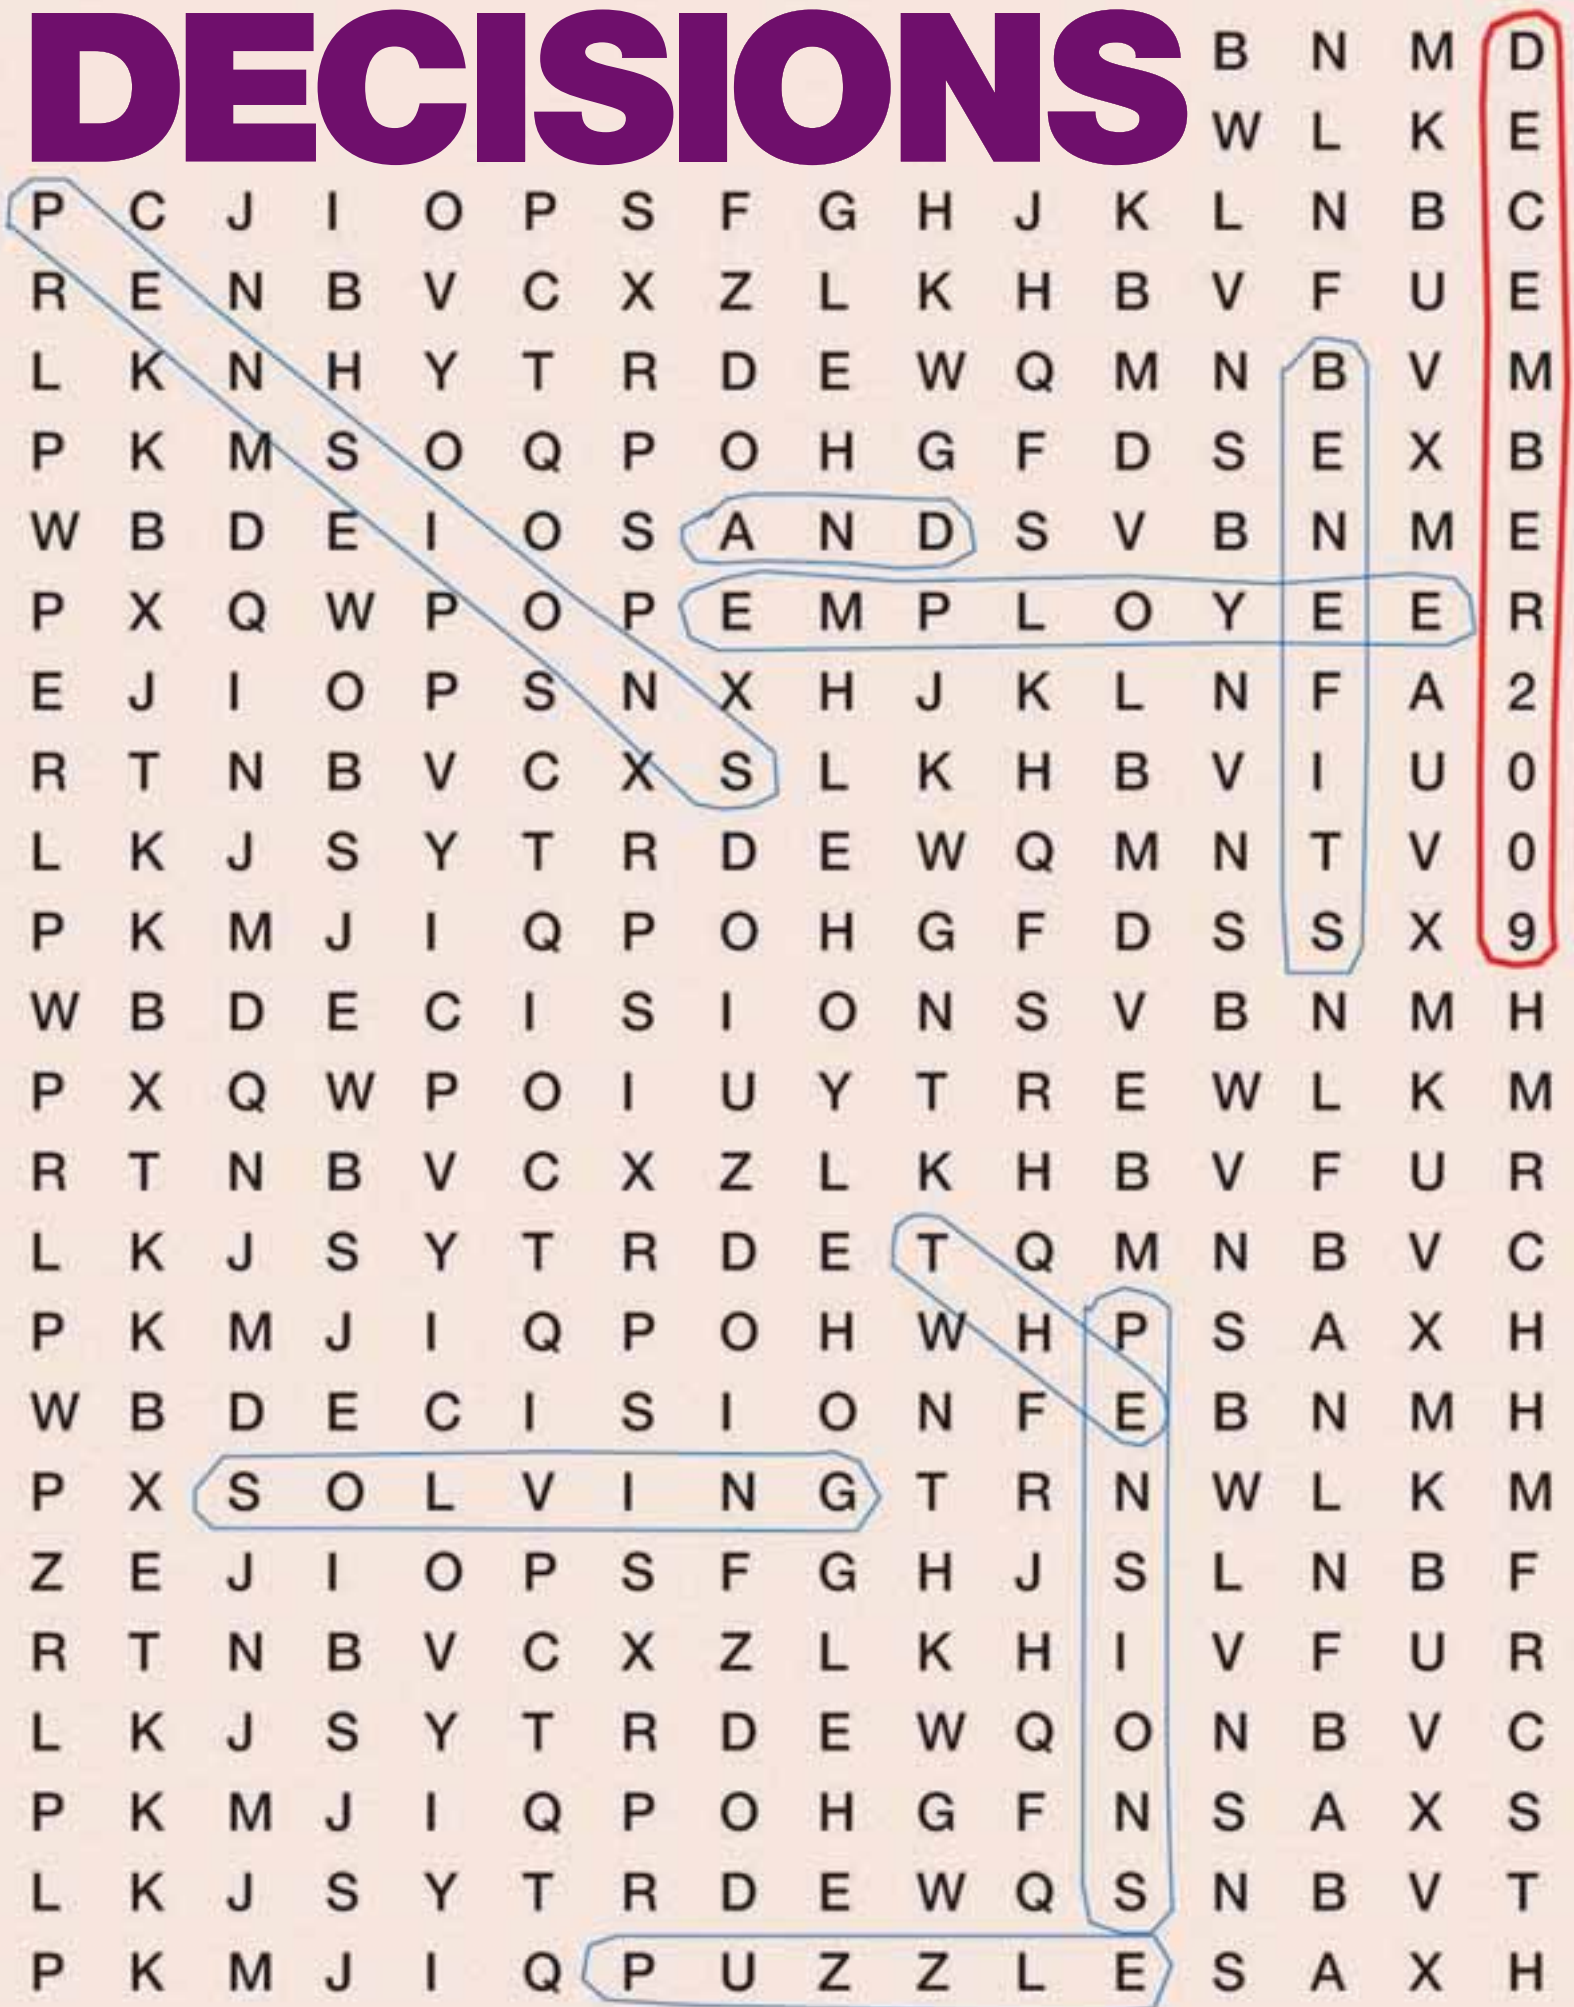 DECISIONS
B N M D
W L K E
P C J I O P S F G H J K L N B C
R E N B V C X Z L K H B V F U E
L K N H Y T R D E W Q M N B V M
P K M S O Q P O H G F D S E X B
W B D E I O S A N D S V B N M E
P X Q W P O P E M P L O Y E E R
E J I O P S N X H J K L N F A 2
R T N B V C X S L K H B V I U 0
L K J S Y T R D E W Q M N T V 0
P K M J I Q P O H G F D S S X 9
W B D E C I S I O N S V B N M H
P X Q W P O I U Y T R E W L K M
R T N B V C X Z L K H B V F U R
L K J S Y T R D E T Q M N B V C
P K M J I Q P O H W H P S A X H
W B D E C I S I O N F E B N M H
P X S O L V I N G T R N W L K M
Z E J I O P S F G H J S L N B F
R T N B V C X Z L K H I V F U R
L K J S Y T R D E W Q O N B V C
P K M J I Q P O H G F N S A X S
L K J S Y T R D E W Q S N B V T
P K M J I Q P U Z Z L E S A X H